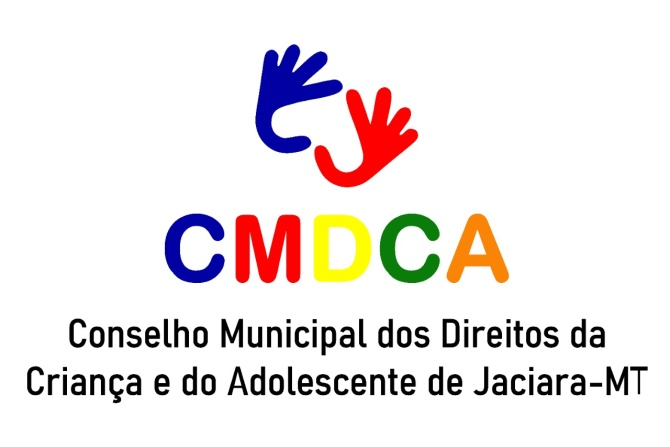 CMDCA
Conselho Municipal dos Direitos da
Criança e do Adolescente de Jaciara-MT